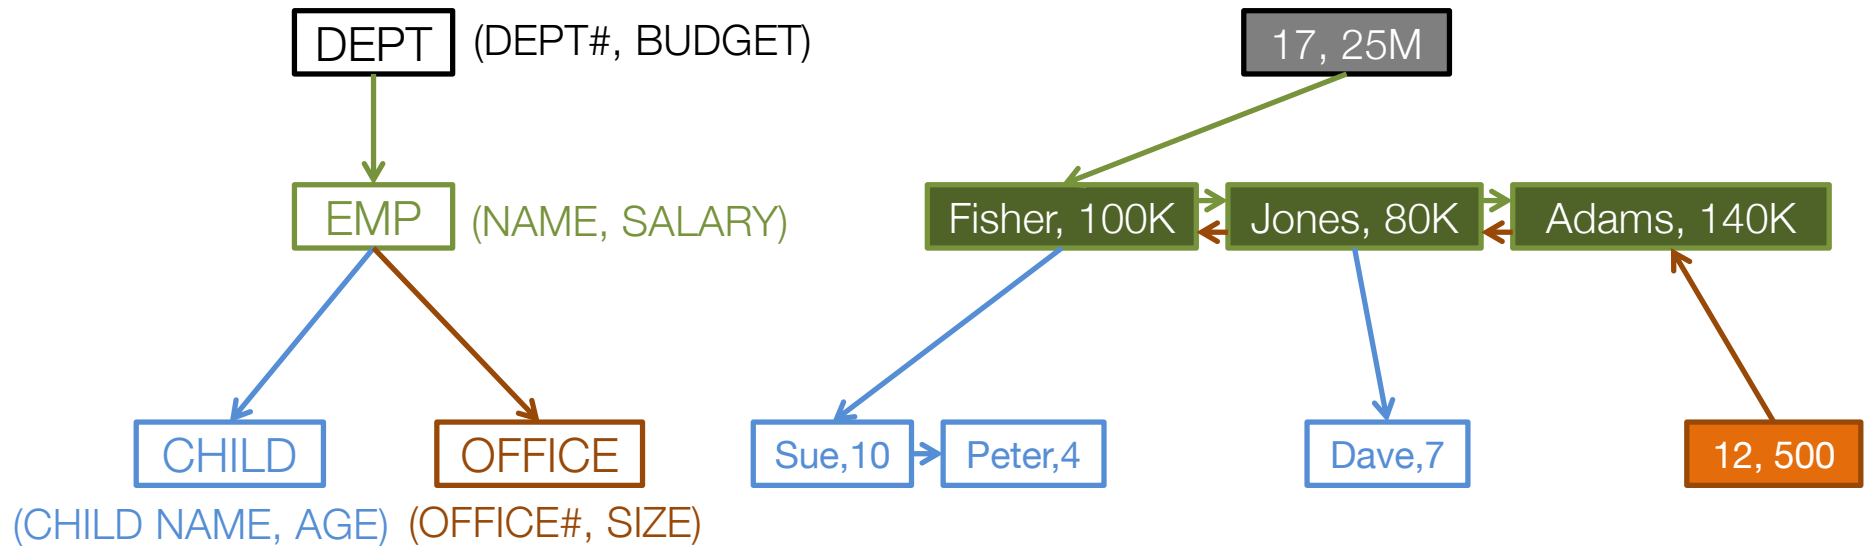 DEPT (DEPT#, BUDGET)
17, 25M
EMP (NAME, SALARY)
Fisher, 100K
Jones, 80K
Adams, 140K
CHILD
OFFICE
Sue,10
Peter,4
Dave,7
12, 500
(CHILD NAME, AGE)
(OFFICE#, SIZE)